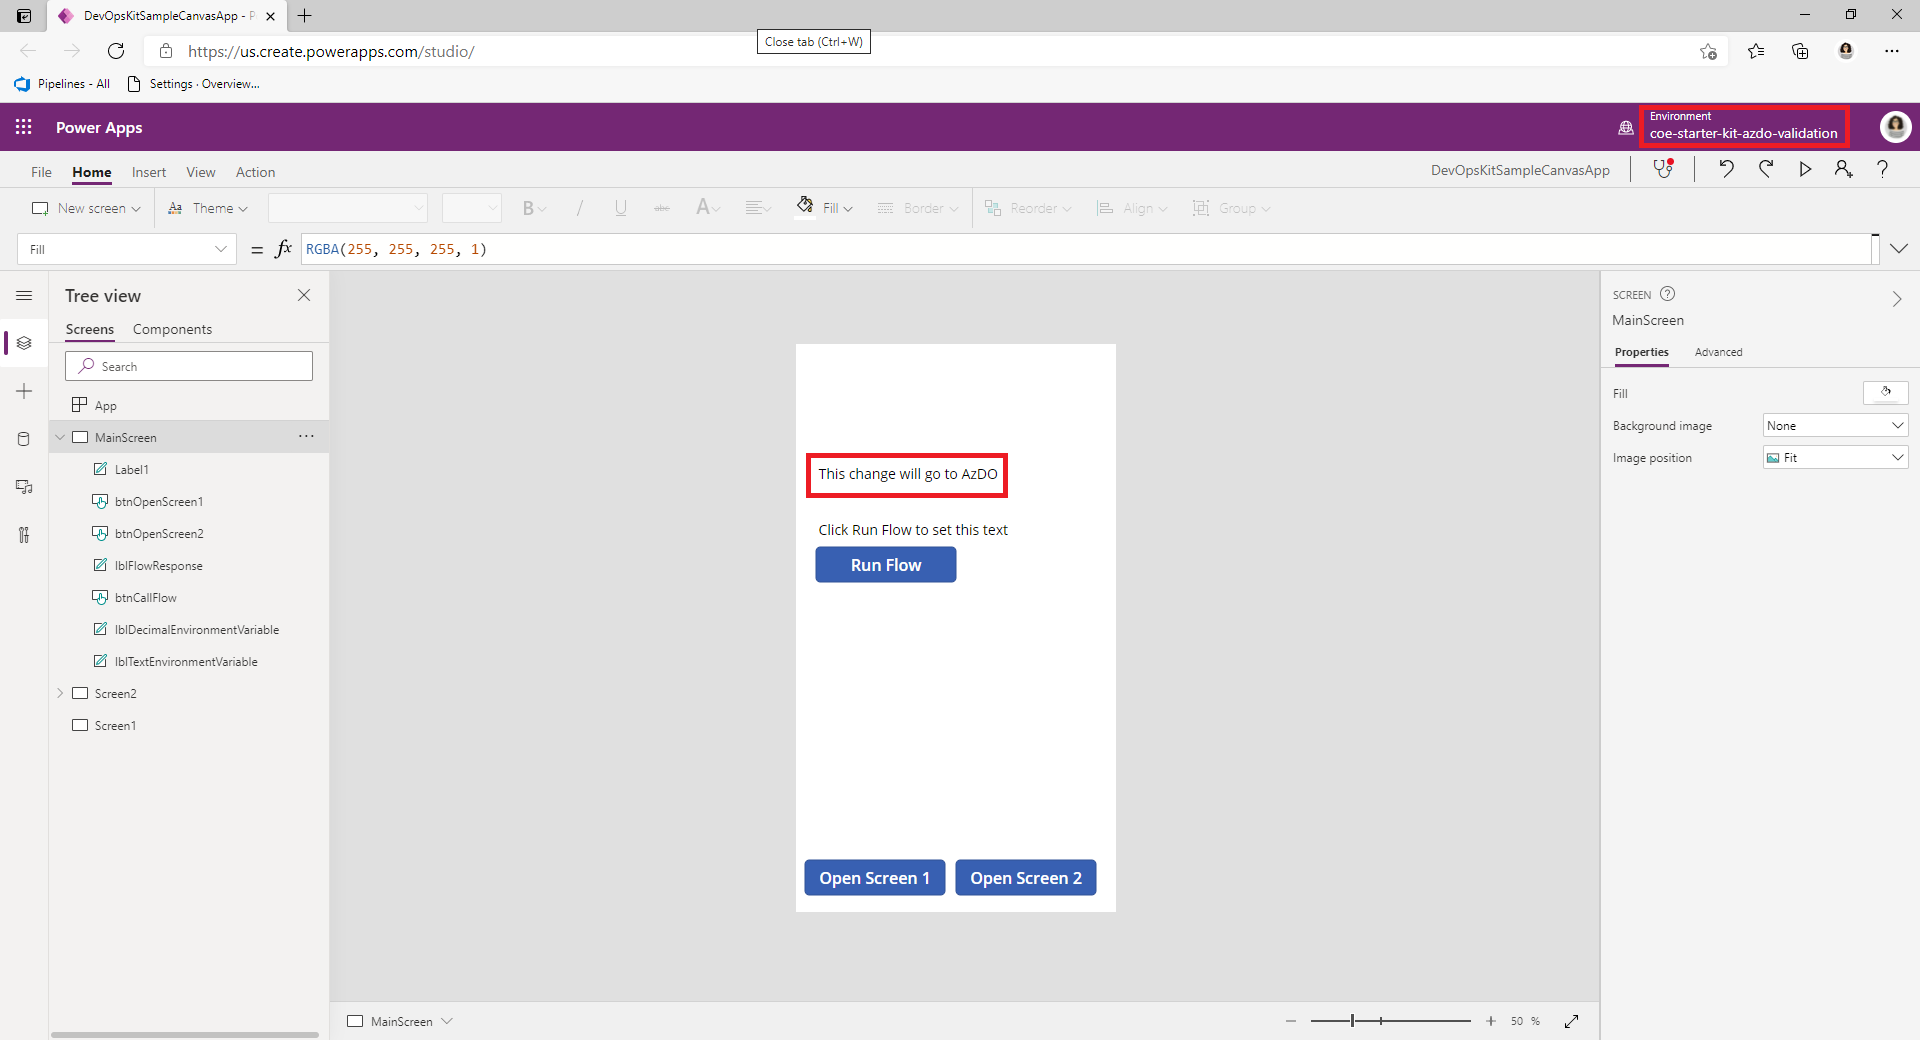 DevOpsKitSampleCanvasApp - P
Close tab (Ctrl+W)
https://us.create.powerapps.com/studio/
Pipelines - All
Settings · Overview...
Power Apps
Environment
coe-starter-kit-azdo-validation
File Home Insert View Action
DevOpsKitSampleCanvasApp
New screen
Aa Theme
B / U abc A
Fill
Border
Reorder
Align
Group
Fill
= fx RGBA(255, 255, 255, 1)
Tree view
Screens Components
Search
App
MainScreen
Label1
btnOpenScreen1
btnOpenScreen2
lblFlowResponse
btnCallFlow
lblDecimalEnvironmentVariable
lblTextEnvironmentVariable
Screen2
Screen1
This change will go to AzDO
Click Run Flow to set this text
Run Flow
Open Screen 1 Open Screen 2
SCREEN
MainScreen
Properties Advanced
Fill
Background image None
Image position Fit
MainScreen
50 %